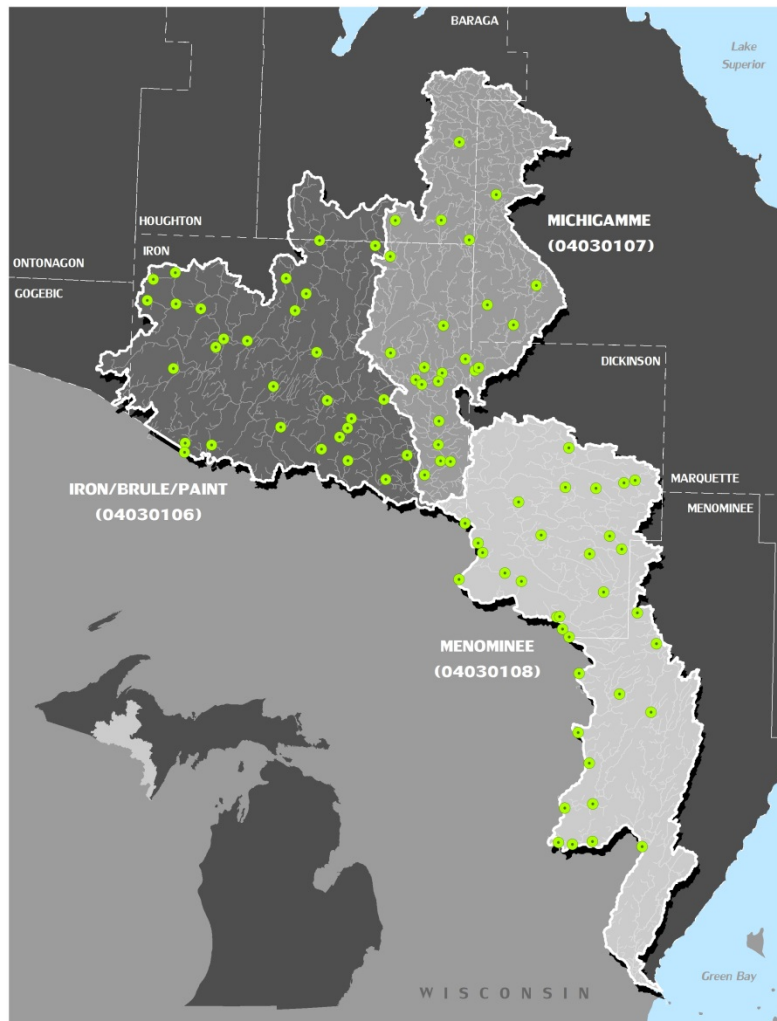 BARAGA
Lake
Superior
HOUGHTON
MICHIGAMME
(04030107)
IRON
ONTONAGON
GOGEBIC
DICKINSON
MARQUETTE
IRON/BRULE/PAINT
(04030106)
MENOMINEE
MENOMINEE
(04030108)
Green Bay
WISCONSIN